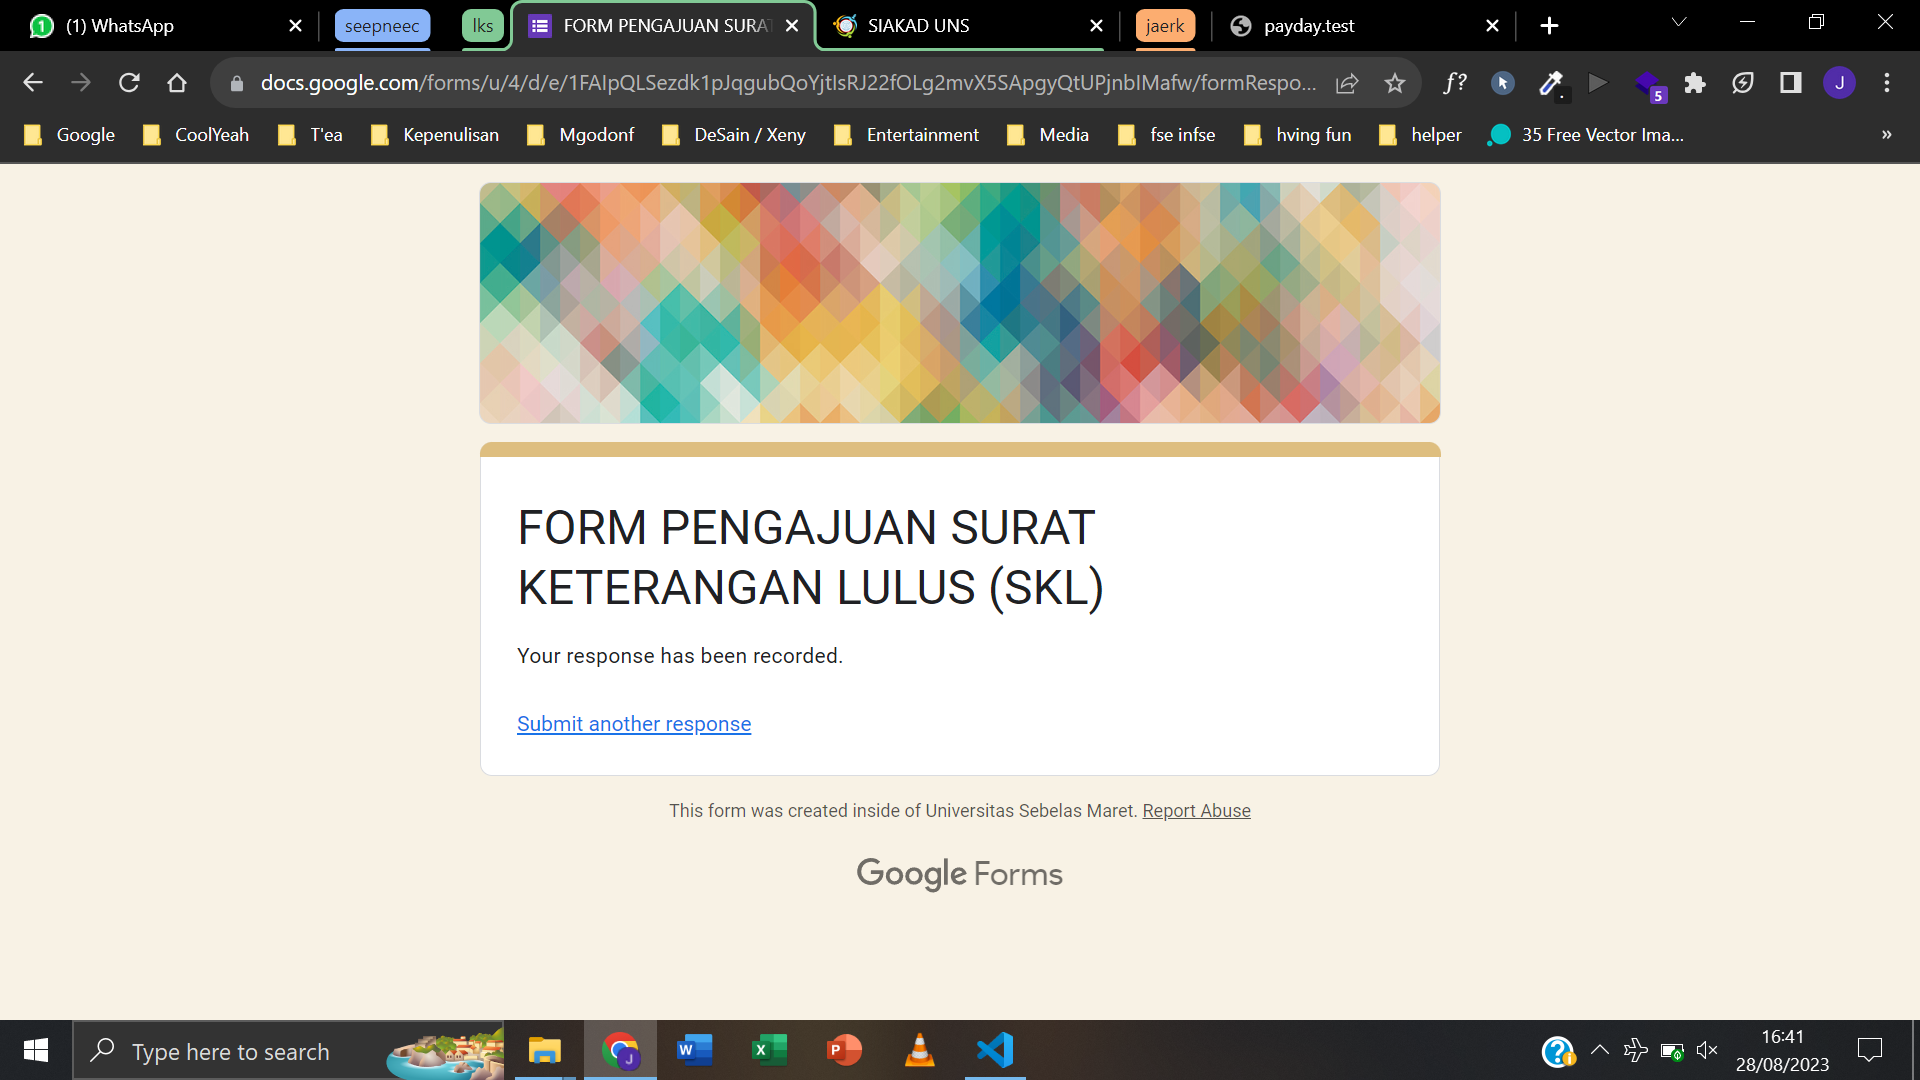 (1) WhatsApp
seepneec
lks
FORM PENGAJUAN SURAT
SIAKAD UNS
jaerk
payday.test
docs.google.com/forms/u/4/d/e/1FAIpQLSezdk1pJqgubQoYjtIsRJ22fOLg2mvX5SApgyQtUPjnbIMafw/formRespo...
f?
5
J
Google
CoolYeah
T'ea
Kepenulisan
Mgodonf
DeSain / Xeny
Entertainment
Media
fse infse
hving fun
helper
35 Free Vector Ima...
»
FORM PENGAJUAN SURAT
KETERANGAN LULUS (SKL)
Your response has been recorded.
Submit another response
This form was created inside of Universitas Sebelas Maret. Report Abuse
Google Forms
Type here to search
16:41
28/08/2023